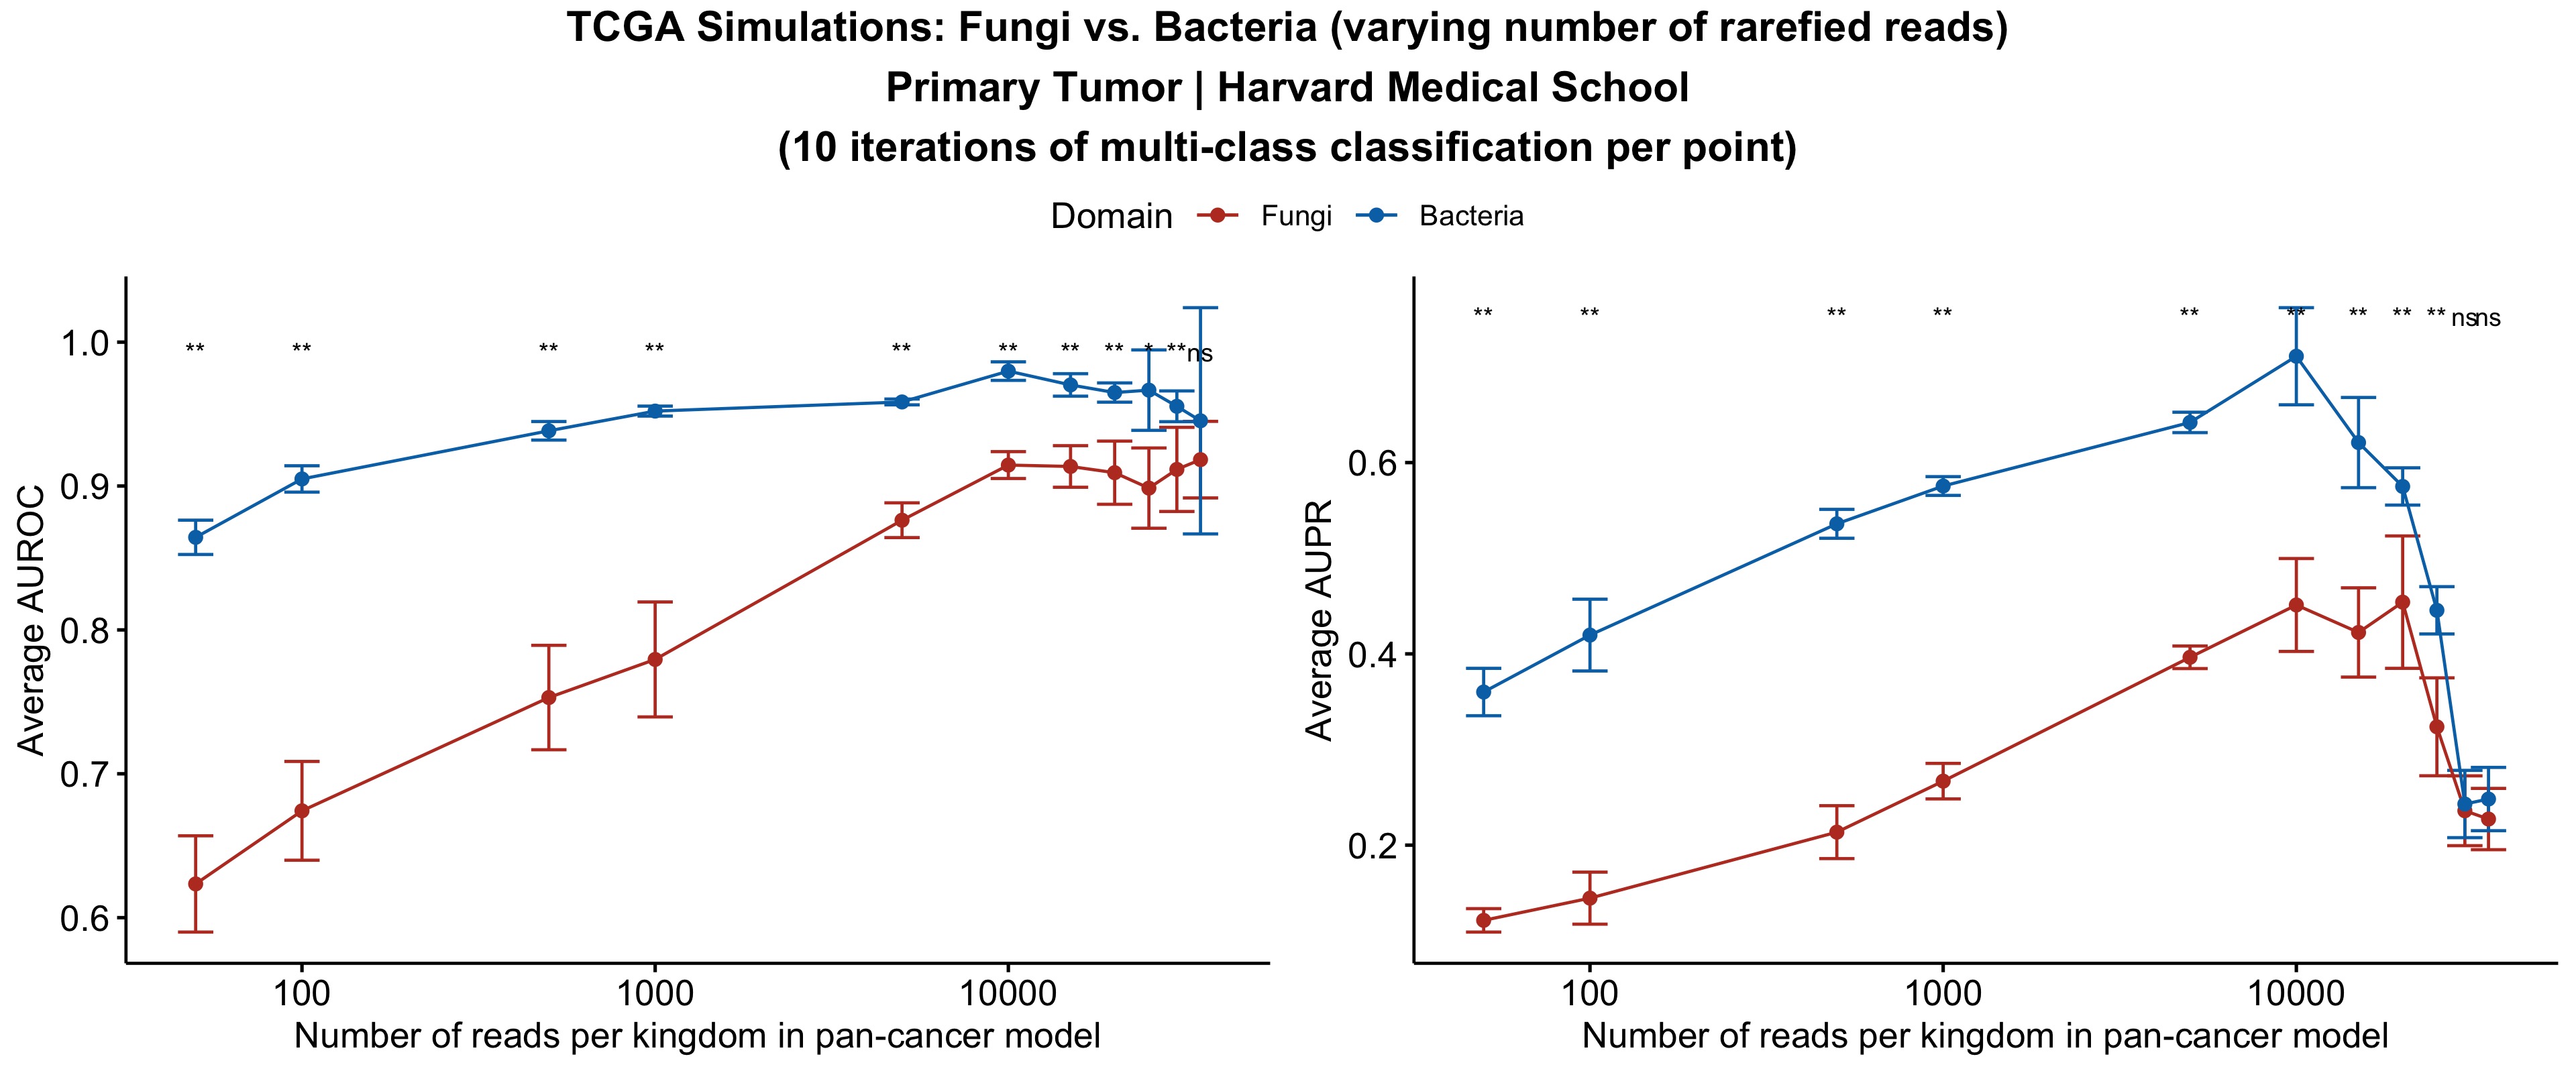 TCGA Simulations: Fungi vs. Bacteria (varying number of rarefied reads)
Primary Tumor | Harvard Medical School
(10 iterations of multi-class classification per point)
Domain Fungi Bacteria
** ** ** ** ** ** ** ** * ** ns
1.0
0.9
0.8
0.7
0.6
Average AUROC
100 1000 10000
Number of reads per kingdom in pan-cancer model
** ** ** ** ** ** ** ** ** ns ns
0.6
0.4
0.2
Average AUPR
100 1000 10000
Number of reads per kingdom in pan-cancer model